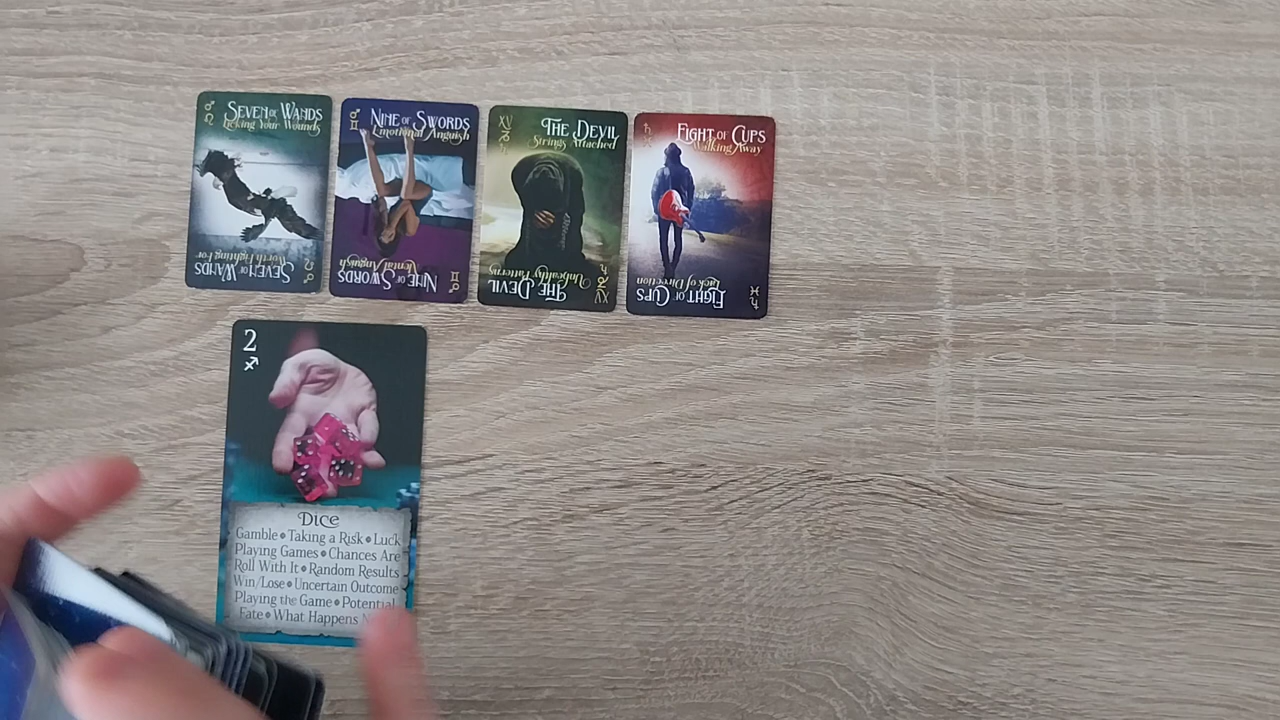 SEVEN OF WANDS
Licking Your Wounds
SEVEN OF WANDS
Worth Fighting For
NINE OF SWORDS
Emotional Anguish
NINE OF SWORDS
Mental Anguish
XV
THE DEVIL
Strings Attached
THE DEVIL
Unhealthy Patterns
XV
EIGHT OF CUPS
Walking Away
EIGHT OF CUPS
Lack of Direction
2
DICE
Gamble • Taking a Risk • Luck
Playing Games • Chances Are
Roll With It • Random Results
Win/Lose • Uncertain Outcome
Playing the Game • Potential
Fate • What Happens